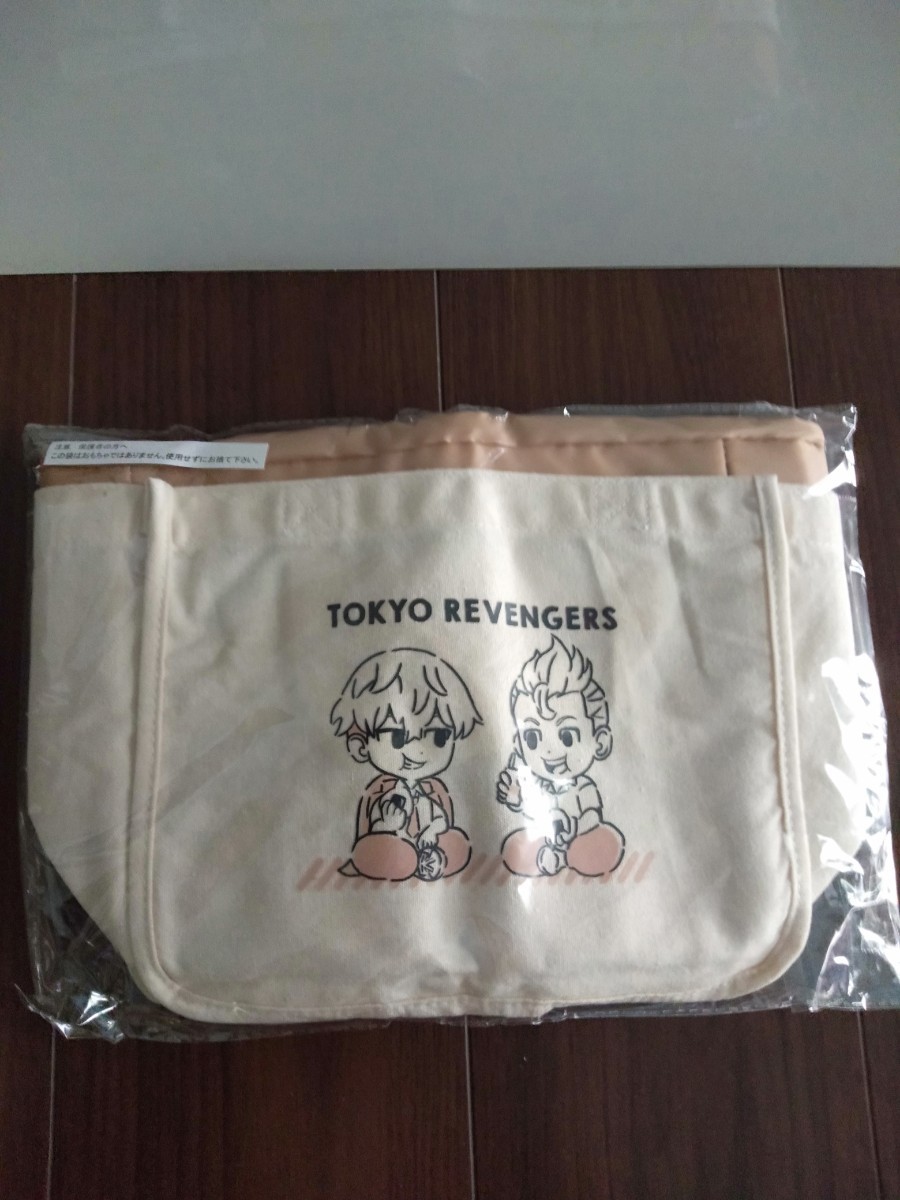 注意 保護者の方へ
この袋はおもちゃではありません。使用せずにお捨て下さい。
TOKYO REVENGERS